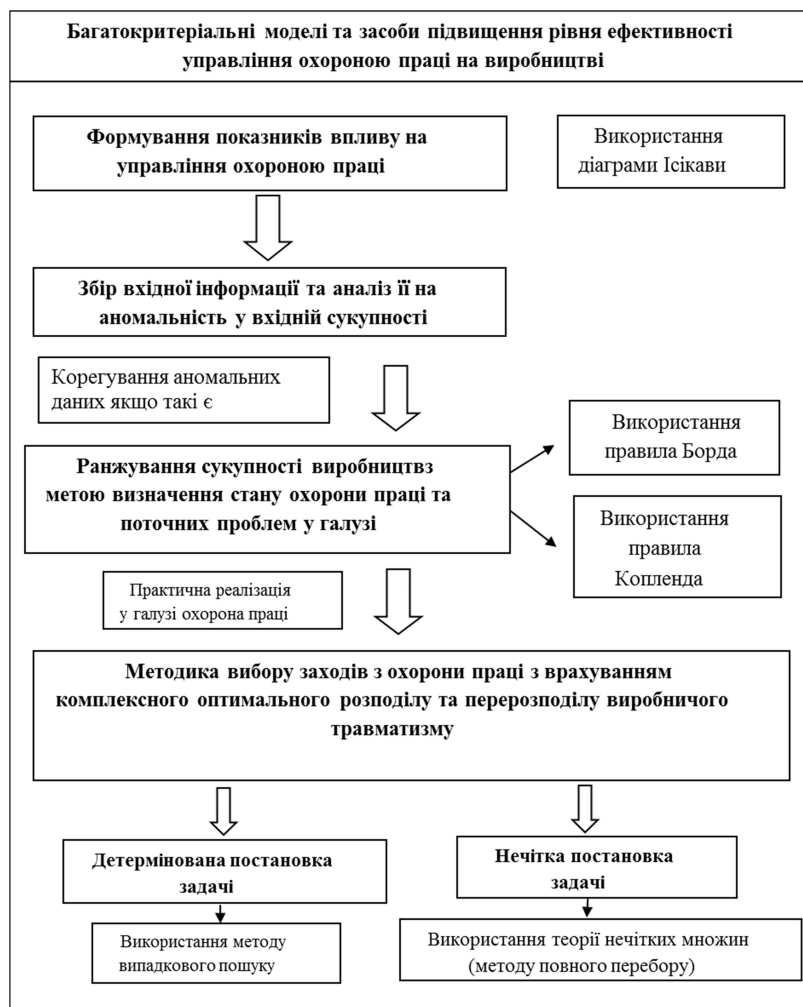 Багатокритеріальні моделі та засоби підвищення рівня ефективності
управління охороною праці на виробництві
Формування показників впливу на
управління охороною праці
Використання
діаграми Ісікави
Збір вхідної інформації та аналіз її на
аномальність у вхідній сукупності
Корегування аномальних
даних якщо такі є
Ранжування сукупності виробництвз
метою визначення стану охорони праці та
поточних проблем у галузі
Використання
правила Борда
Використання
правила
Копленда
Практична реалізація
у галузі охорона праці
Методика вибору заходів з охорони праці з врахуванням
комплексного оптимального розподілу та перерозподілу виробничого
травматизму
Детермінована постановка
задачі
Нечітка постановка
задачі
Використання методу
випадкового пошуку
Використання теорії нечітких множин
(методу повного перебору)